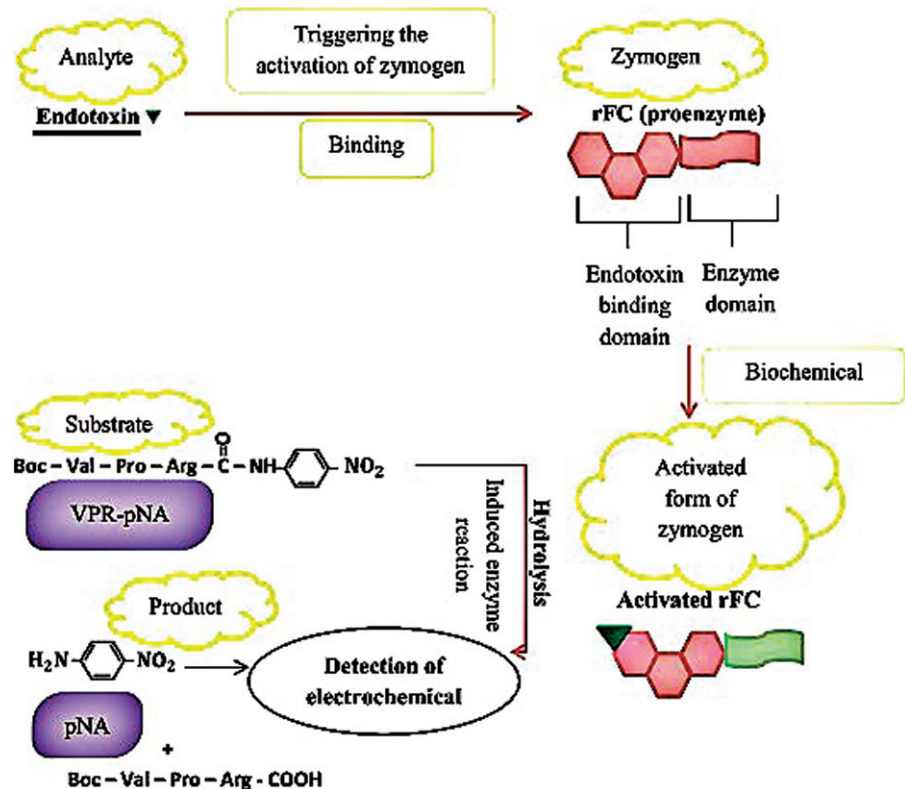 Analyte
Endotoxin
Triggering the
activation of zymogen
Binding
Zymogen
rFC (proenzyme)
Endotoxin
binding
domain
Enzyme
domain
Biochemical
Activated
form of
zymogen
Activated rFC
Substrate
Boc – Val – Pro – Arg – C – NH NO₂
O
VPR-pNA
Hydrolysis
Induced enzyme
reaction
Product
H₂N NO₂
pNA
+
Boc – Val – Pro – Arg - COOH
Detection of
electrochemical